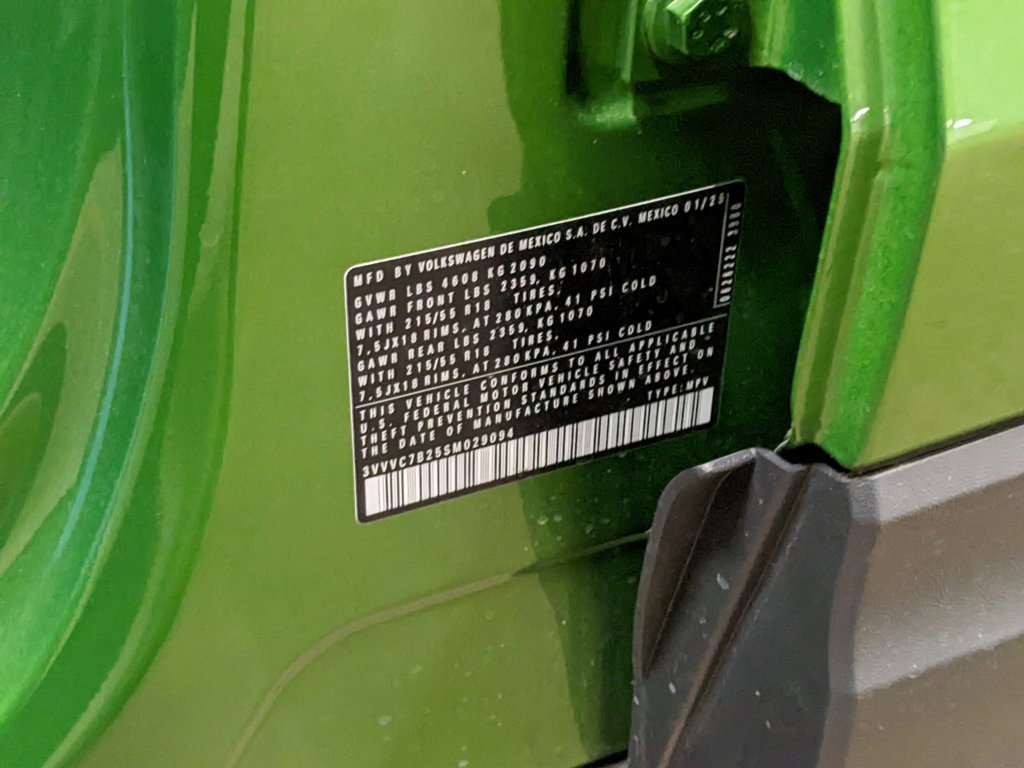 MFD BY VOLKSWAGEN DE MEXICO S.A. DE C.V. MEXICO 01/25
GVWR LBS 4608 KG 2090
GAWR FRONT LBS 2359, KG 1070
WITH 215/55 R18 TIRES,
7,5JX18 RIMS, AT 280 KPA, 41 PSI COLD
GAWR REAR LBS 2359, KG 1070
WITH 215/55 R18 TIRES,
7,5JX18 RIMS, AT 280 KPA, 41 PSI COLD
THIS VEHICLE CONFORMS TO ALL APPLICABLE
U.S. FEDERAL MOTOR VEHICLE SAFETY AND
THEFT PREVENTION STANDARDS IN EFFECT ON
THE DATE OF MANUFACTURE SHOWN ABOVE.
3VVVC7B25SM029094 TYPE: MPV